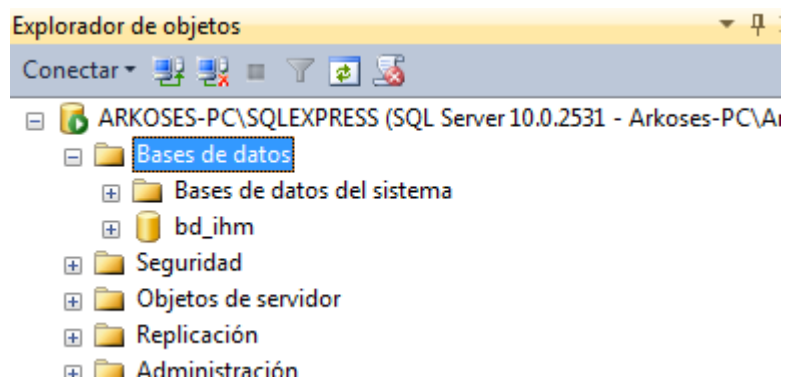 Explorador de objetos
Conectar
ARKOSES-PC\SQLEXPRESS (SQL Server 10.0.2531 - Arkoses-PC\A
Bases de datos
Bases de datos del sistema
bd_ihm
Seguridad
Objetos de servidor
Replicación
Administración